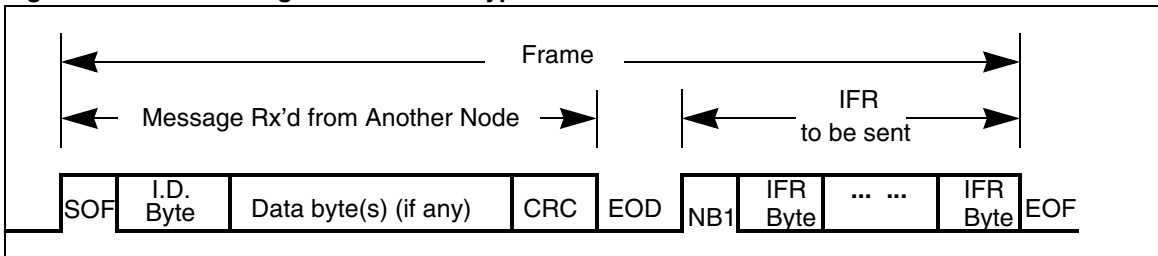 Frame
Message Rx'd from Another Node
IFR
to be sent
SOF
I.D.
Byte
Data byte(s) (if any)
CRC
EOD
NB1
IFR
Byte
... ...
IFR
Byte
EOF